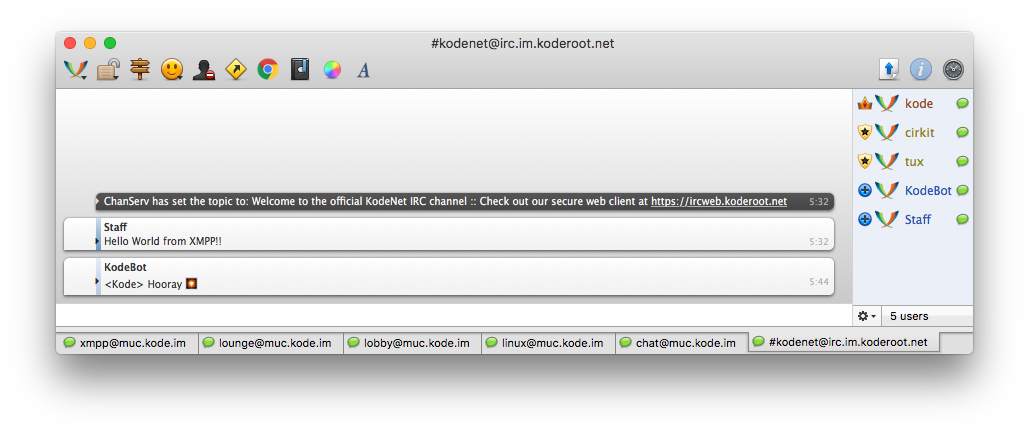 #kodenet@irc.im.koderoot.net
kode
cirkit
tux
KodeBot
Staff
ChanServ has set the topic to: Welcome to the official KodeNet IRC channel :: Check out our secure web client at https://ircweb.koderoot.net 5:32
Staff
Hello World from XMPP!! 5:32
KodeBot
<Kode> Hooray 5:44
5 users
xmpp@muc.kode.im lounge@muc.kode.im lobby@muc.kode.im linux@muc.kode.im chat@muc.kode.im #kodenet@irc.im.koderoot.net